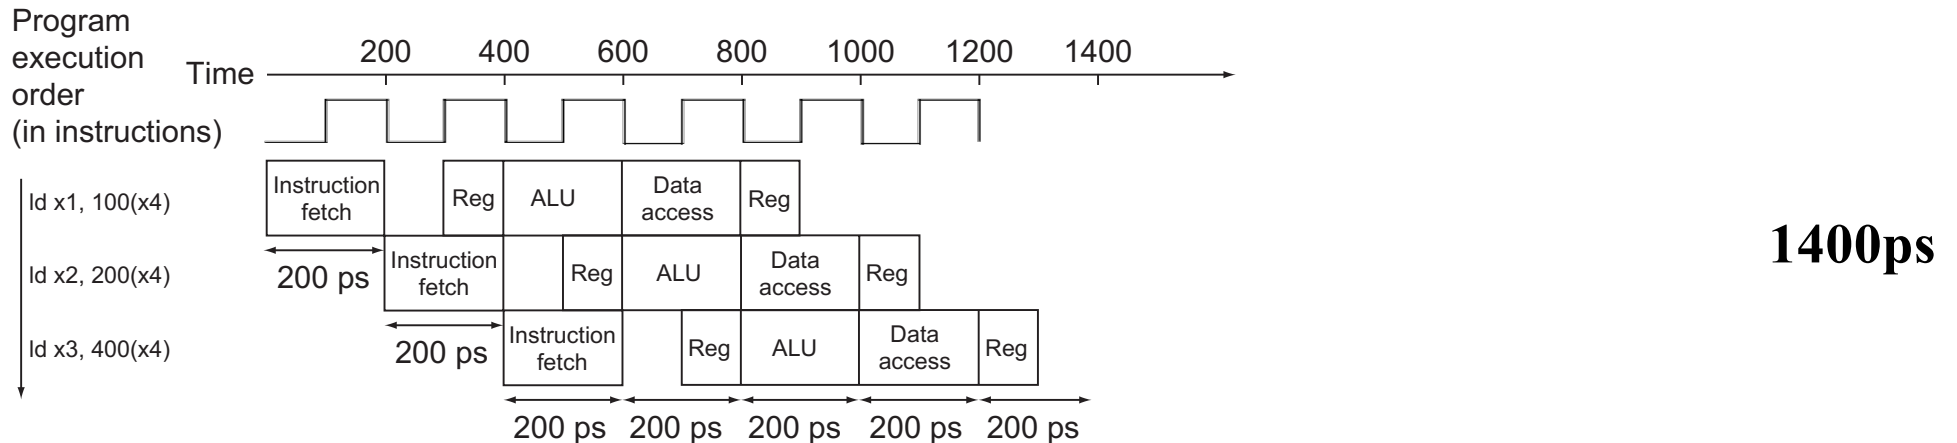 Program
execution
order
(in instructions)
Time
200 400 600 800 1000 1200 1400
ld x1, 100(x4)
Instruction
fetch
Reg
ALU
Data
access
Reg
200 ps
ld x2, 200(x4)
Instruction
fetch
Reg
ALU
Data
access
Reg
1400ps
200 ps
ld x3, 400(x4)
Instruction
fetch
Reg
ALU
Data
access
Reg
200 ps 200 ps 200 ps 200 ps 200 ps